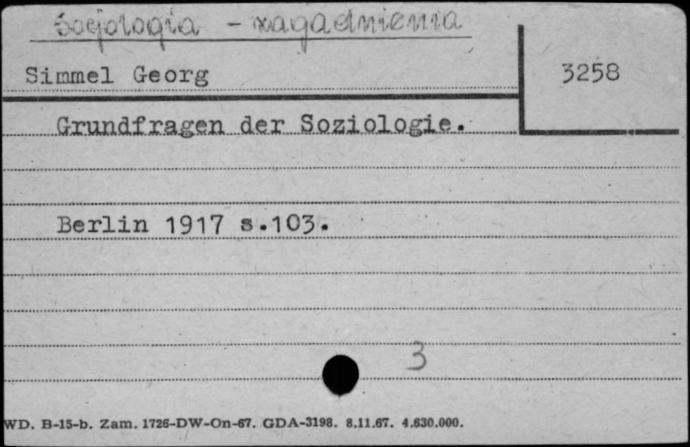 Socjologia - zagadnienia
Simmel Georg
3258
Grundfragen der Soziologie.
Berlin 1917 s.103.
3
WD. B-15-b. Zam. 1726-DW-On-67. GDA-3198. 8.11.67. 4.630.000.